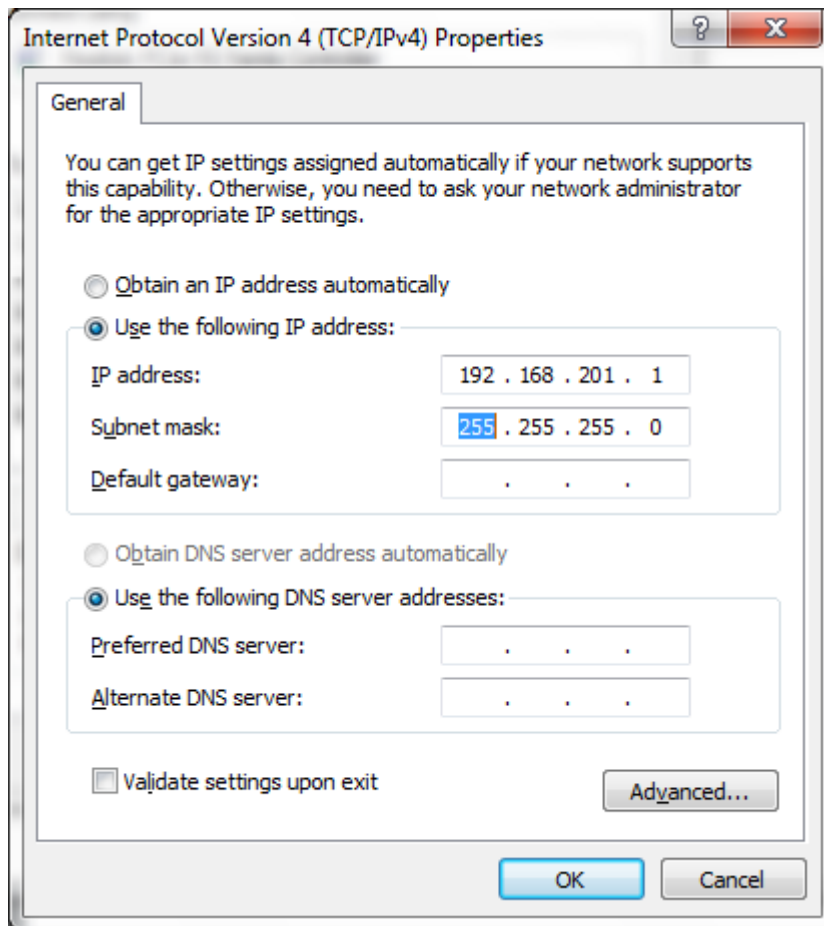 Internet Protocol Version 4 (TCP/IPv4) Properties
General
You can get IP settings assigned automatically if your network supports
this capability. Otherwise, you need to ask your network administrator
for the appropriate IP settings.
Obtain an IP address automatically
Use the following IP address:
IP address: 192 . 168 . 201 . 1
Subnet mask: 255 . 255 . 255 . 0
Default gateway: . . .
Obtain DNS server address automatically
Use the following DNS server addresses:
Preferred DNS server: . . .
Alternate DNS server: . . .
Validate settings upon exit
Advanced...
OK Cancel